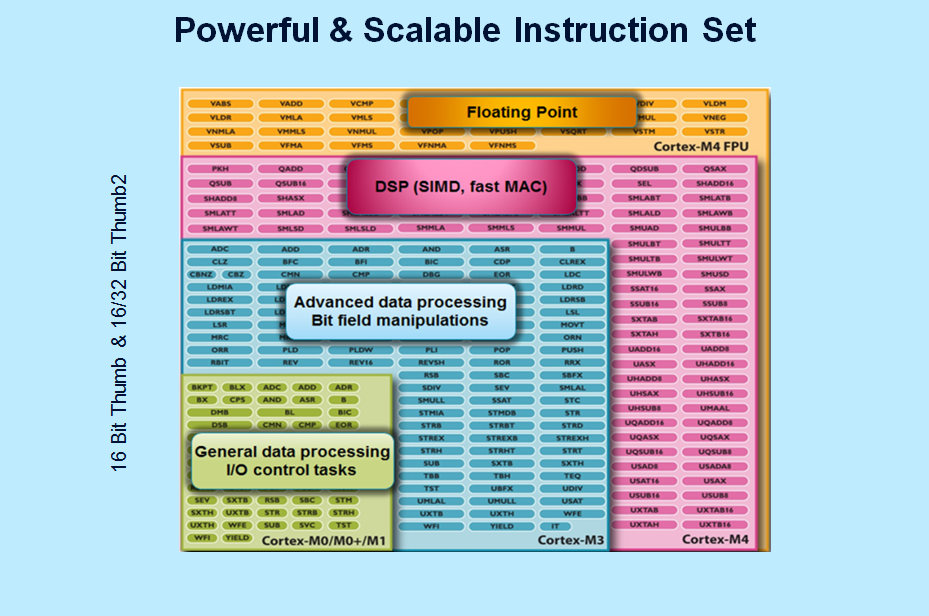 Powerful & Scalable Instruction Set
16 Bit Thumb & 16/32 Bit Thumb2
VABS VADD VCMP VDIV VLDM
Floating Point
VLDR VMLA VMLS VMUL VNEG
VNMLA VMMLS VNMUL VPOP VPUSH VSQRT VSTM VSTR
VSUB VFMA VFMS VFNMA VFNMS
Cortex-M4 FPU
PKH QADD QDSUB QSAX
DSP (SIMD, fast MAC)
QSUB QSUB16 SEL SHADD16
SHADD8 SHASX SMLABT SMLATB
SMLATT SMLAD SMLALD SMLAWB
SMLAWT SMLSD SMLSLD SMMLA SMMLS SMMUL SMUAD SMULBB
ADC ADD ADR AND ASR B SMULBT SMULTT
CLZ BFC BFI BIC CDP CLREX SMULTB SMULWT
CBNZ CBZ CMN CMP DBG EOR LDC SMULWB SMUSD
LDMIA LDRD SSAT16 SSAX
Advanced data processing
Bit field manipulations
LDREX LDRSB SSUB16 SSUB8
LDRSBT LSL SXTAB SXTAB16
LSR MOVT SXTAH SXTB16
MRC ORN
ORR PLD PLDW PLI POP PUSH UADD16 UADD8
RBIT REV REV16 REVSH ROR RRX UASX UHADD16
RSB SBC SBFX UHADD8 UHASX
BKPT BLX ADC ADD ADR SDIV SEV SMLAL UHSAX UHSUB16
BX CPS AND ASR B SMULL SSAT STC UHSUB8 UMAAL
DMB BL BIC STMIA STMDB STR UQADD16 UQADD8
DSB CMN CMP EOR STRB STRBT STRD UQASX UQSAX
General data processing
I/O control tasks
STREX STREXB STREXH UQSUB16 UQSUB8
STRH STRHT STRT USAD8 USADA8
SUB SXTB SXTH USAT16 USAX
TBB TBH TEQ USUB16 USUB8
TST UBFX UDIV
SEV SXTB RSB SBC STM UMLAL UMULL USAT UXTAB UXTAB16
SXTH UXTB STR STRB STRH UXTB UXTH WFE UXTAH UXTB16
UXTH WFE SUB SVC TST WFI YIELD IT
WFI YIELD Cortex-M0/M0+/M1 Cortex-M3 Cortex-M4